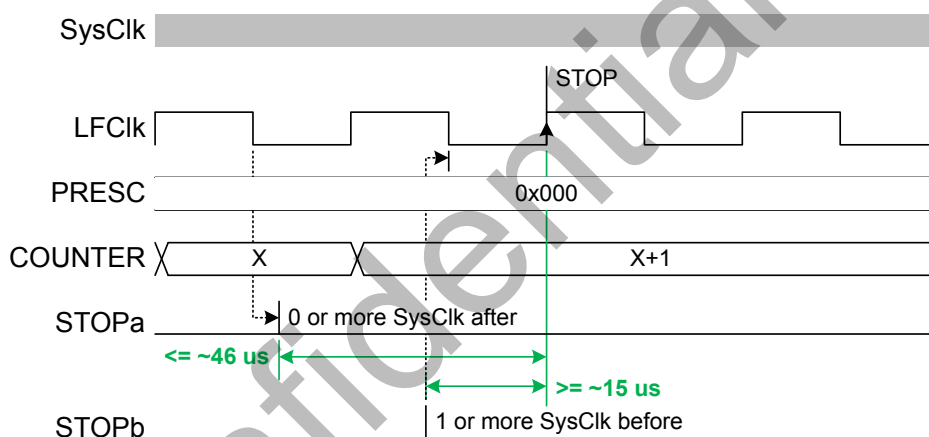 SysClk
STOP
LFClk
PRESC
0x000
COUNTER
X
X+1
STOPa
0 or more SysClk after
<= ~46 us
>= ~15 us
STOPb
1 or more SysClk before